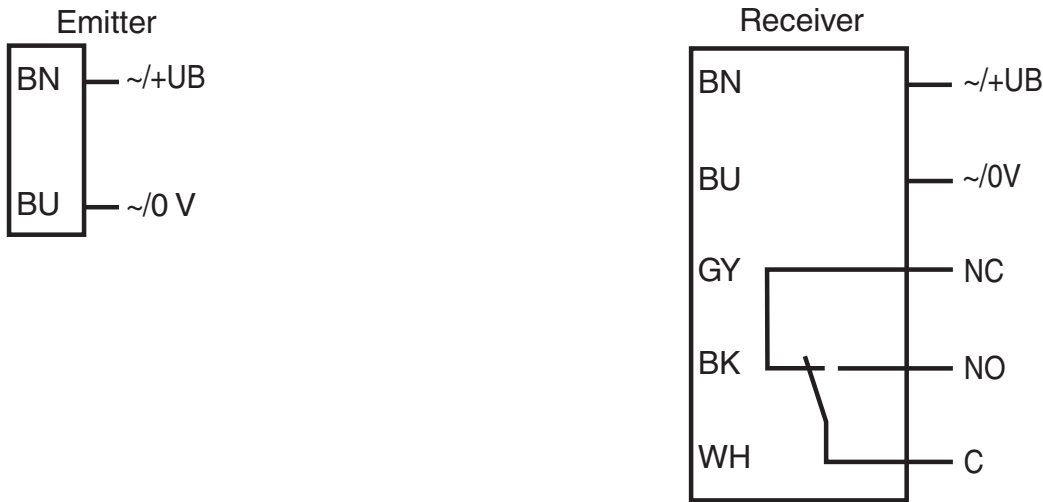 Emitter
BN ~/+UB
BU ~/0 V
Receiver
BN ~/+UB
BU ~/0V
GY NC
BK NO
WH C